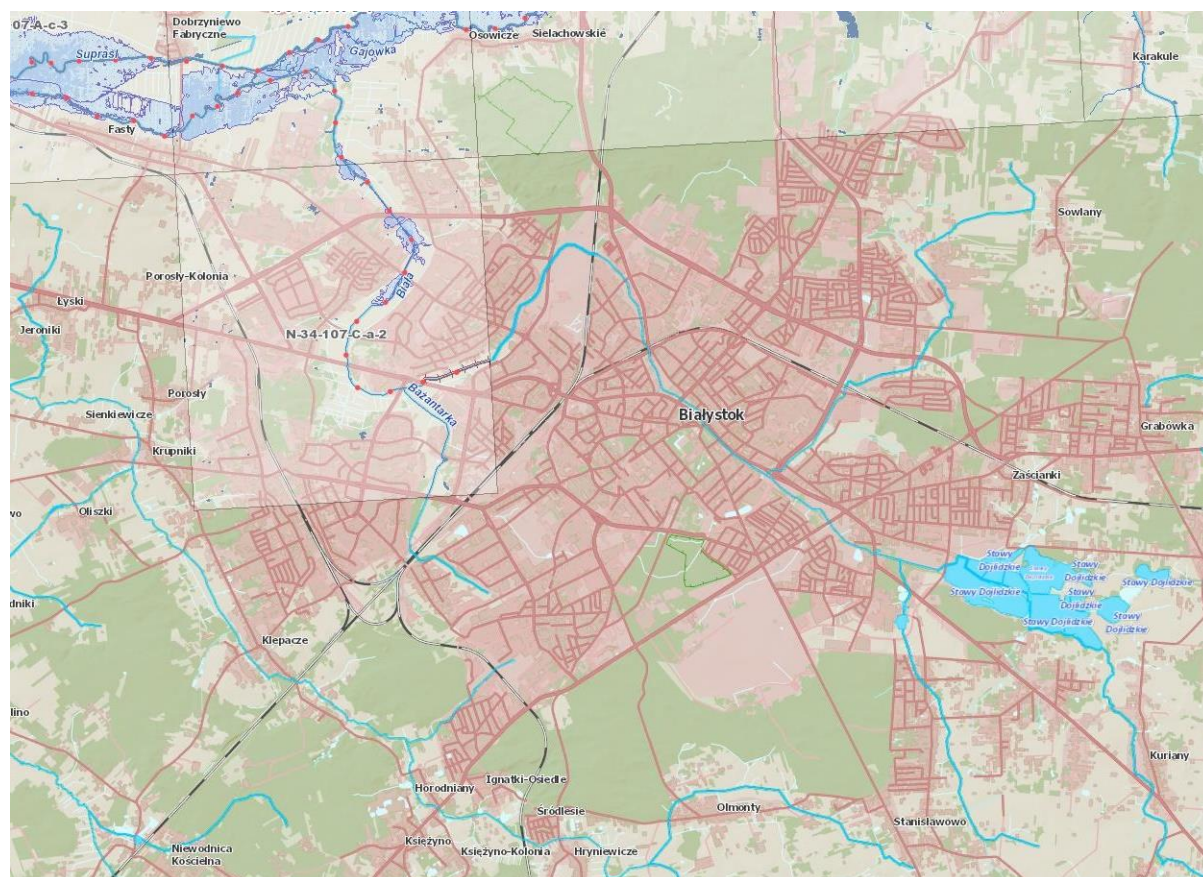 07-A-c-3
Dobrzyniewo
Fabryczne
Osowicze
Sielachowskie
Supraśl
Gajówka
Karakule
Fasty
Sowlany
Porosły-Kolonia
Biała
Łyski
Jeroniki
N-34-107-C-a-2
Porosły
Bażantarka
Sienkiewicze
Białystok
Grabówka
Krupniki
Zaścianki
Oliszki
Stawy
Dojlidzkie
Stawy
Dojlidzkie
Stawy Dojlidzkie
Stawy Dojlidzkie
Stawy
Dojlidzkie
Stawy Dojlidzkie
Stawy
Dojlidzkie
Klepacze
Kuriany
Ignatki-Osiedle
Horodniany
Olmonty
Śródlesie
Stanisławowo
Księżyno
Niewodnica
Kościelna
Księżyno-Kolonia
Hryniewicze